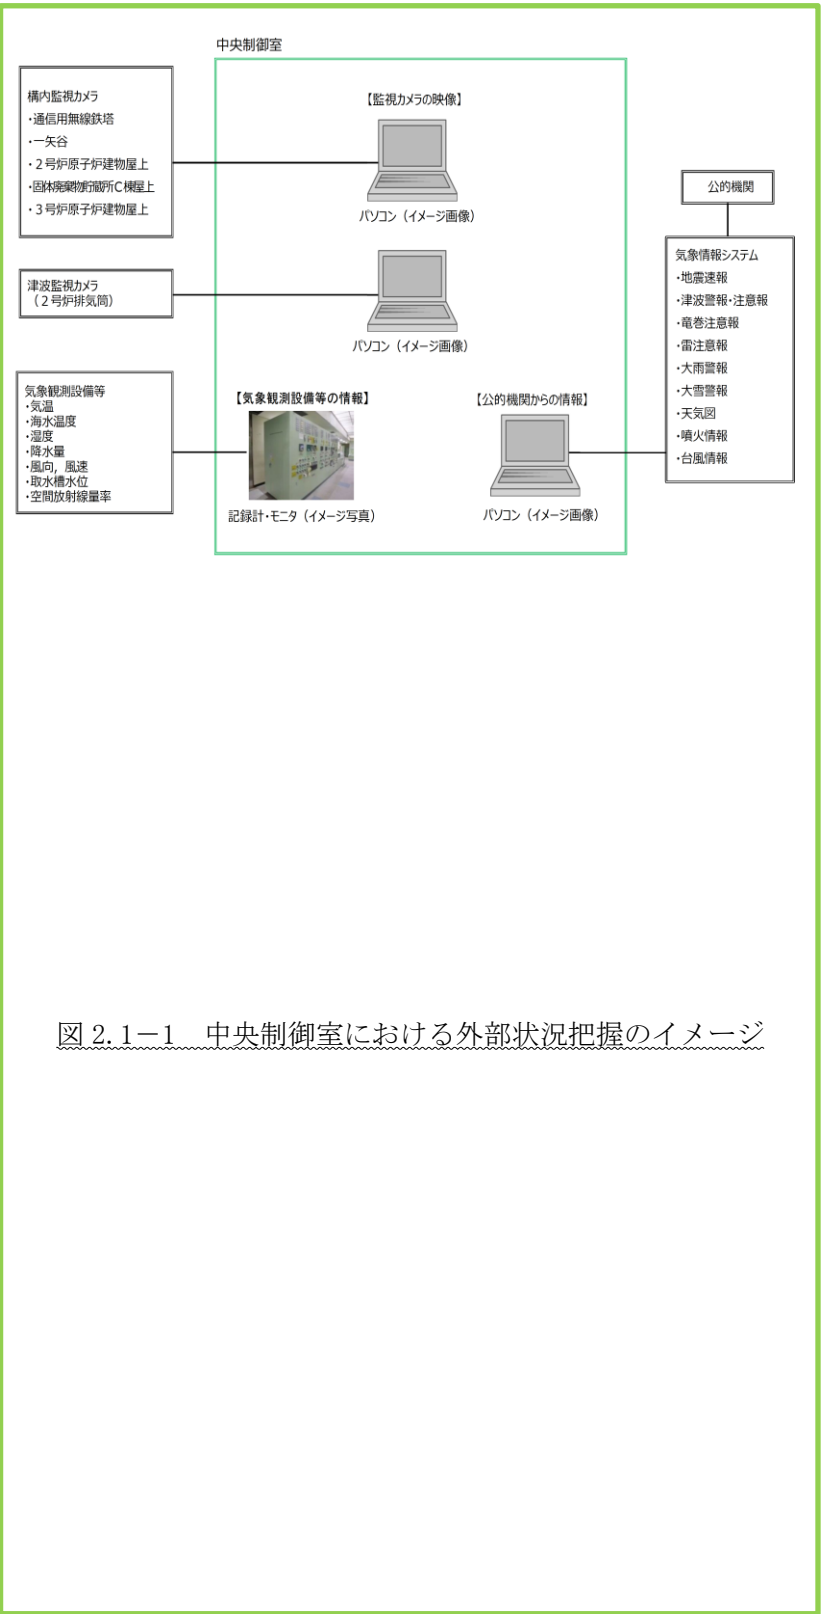 中央制御室
構内監視カメラ
・通信用無線鉄塔
・一矢谷
・２号炉原子炉建物屋上
・固体廃棄物貯蔵所Ｃ棟屋上
・３号炉原子炉建物屋上
【監視カメラの映像】
パソコン（イメージ画像）
津波監視カメラ
（２号炉排気筒）
パソコン（イメージ画像）
気象観測設備等
・気温
・海水温度
・湿度
・降水量
・風向，風速
・取水槽水位
・空間放射線量率
【気象観測設備等の情報】
記録計・モニタ（イメージ写真）
【公的機関からの情報】
パソコン（イメージ画像）
公的機関
気象情報システム
・地震速報
・津波警報・注意報
・竜巻注意報
・雷注意報
・大雨警報
・大雪警報
・天気図
・噴火情報
・台風情報
図 2.1－1　中央制御室における外部状況把握のイメージ